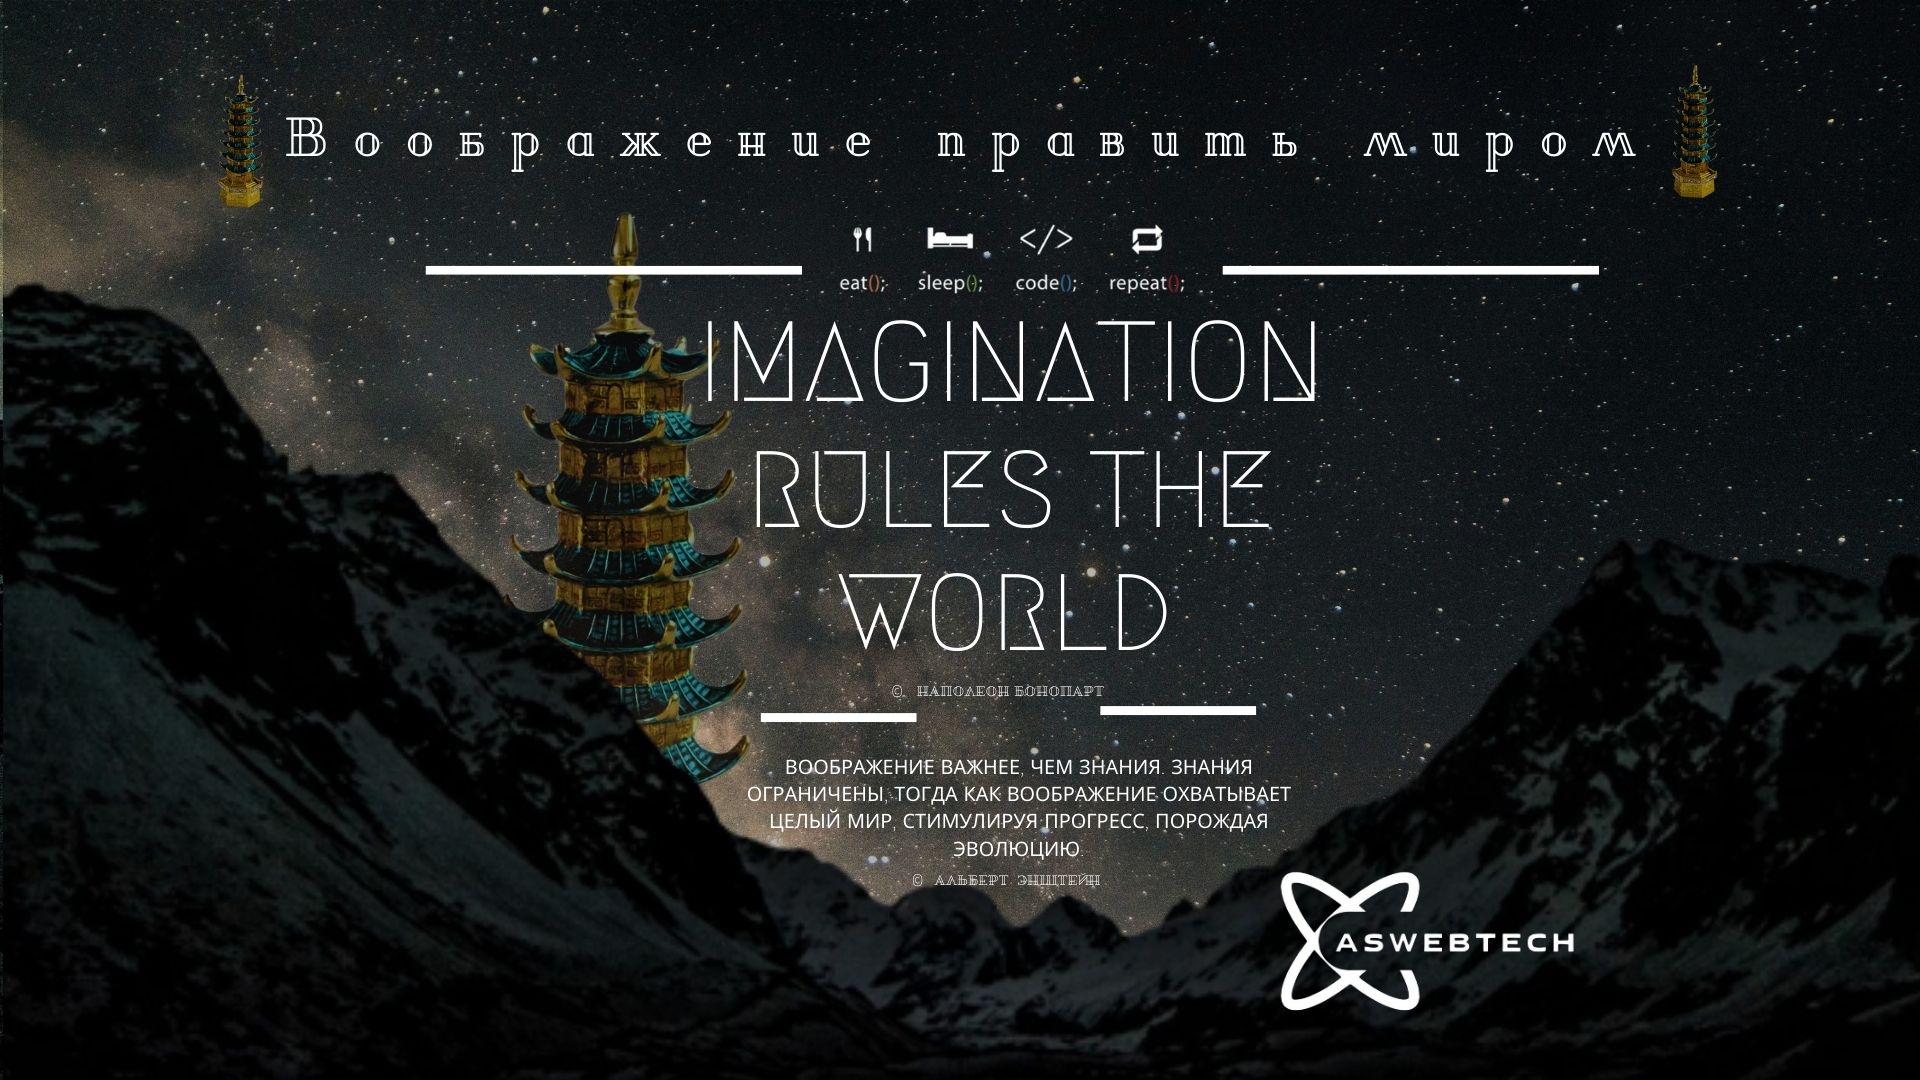 Воображение править миром
eat(); sleep(); code(); repeat();
IMAGINATION
RULES THE
WORLD
© НАПОЛЕОН БОНОПАРТ
ВООБРАЖЕНИЕ ВАЖНЕЕ, ЧЕМ ЗНАНИЯ. ЗНАНИЯ
ОГРАНИЧЕНЫ, ТОГДА КАК ВООБРАЖЕНИЕ ОХВАТЫВАЕТ
ЦЕЛЫЙ МИР, СТИМУЛИРУЯ ПРОГРЕСС, ПОРОЖДАЯ
ЭВОЛЮЦИЮ.
© АЛЬБЕРТ ЭНШТЕЙН
ASWEBTECH